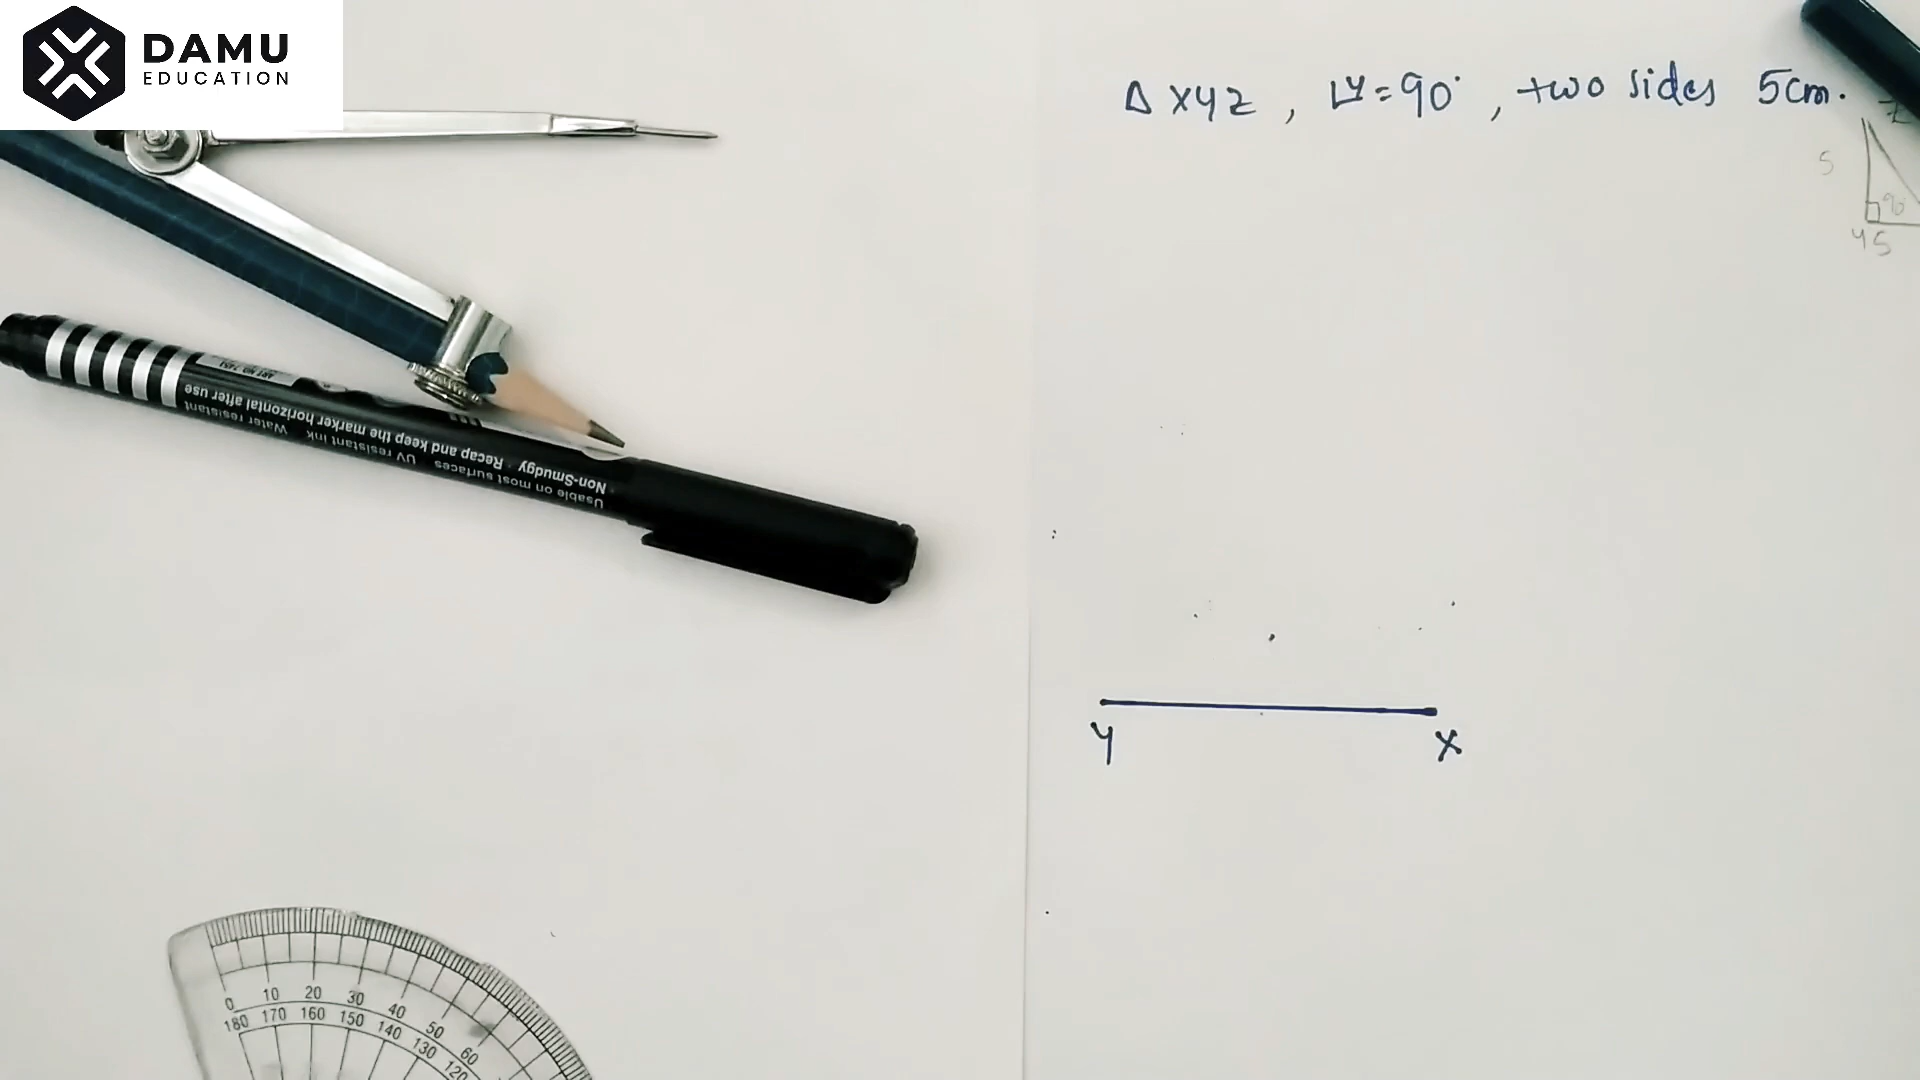 DAMU
EDUCATION
Δ XYZ , ∠Y = 90° , two sides 5cm.
Z
5
90
Y 5
Usable on most surfaces UV resistant ink Water resistant
Non-Smudgy · Recap and keep the marker horizontal after use
Y X
0 10 20 30 40 50 60
180 170 160 150 140 130 120